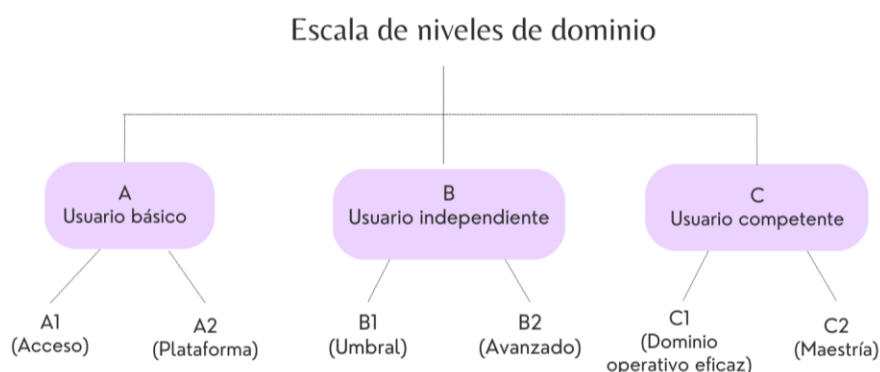 Escala de niveles de dominio
A
Usuario básico
B
Usuario independiente
C
Usuario competente
A1
(Acceso)
A2
(Plataforma)
B1
(Umbral)
B2
(Avanzado)
C1
(Dominio
operativo eficaz)
C2
(Maestría)